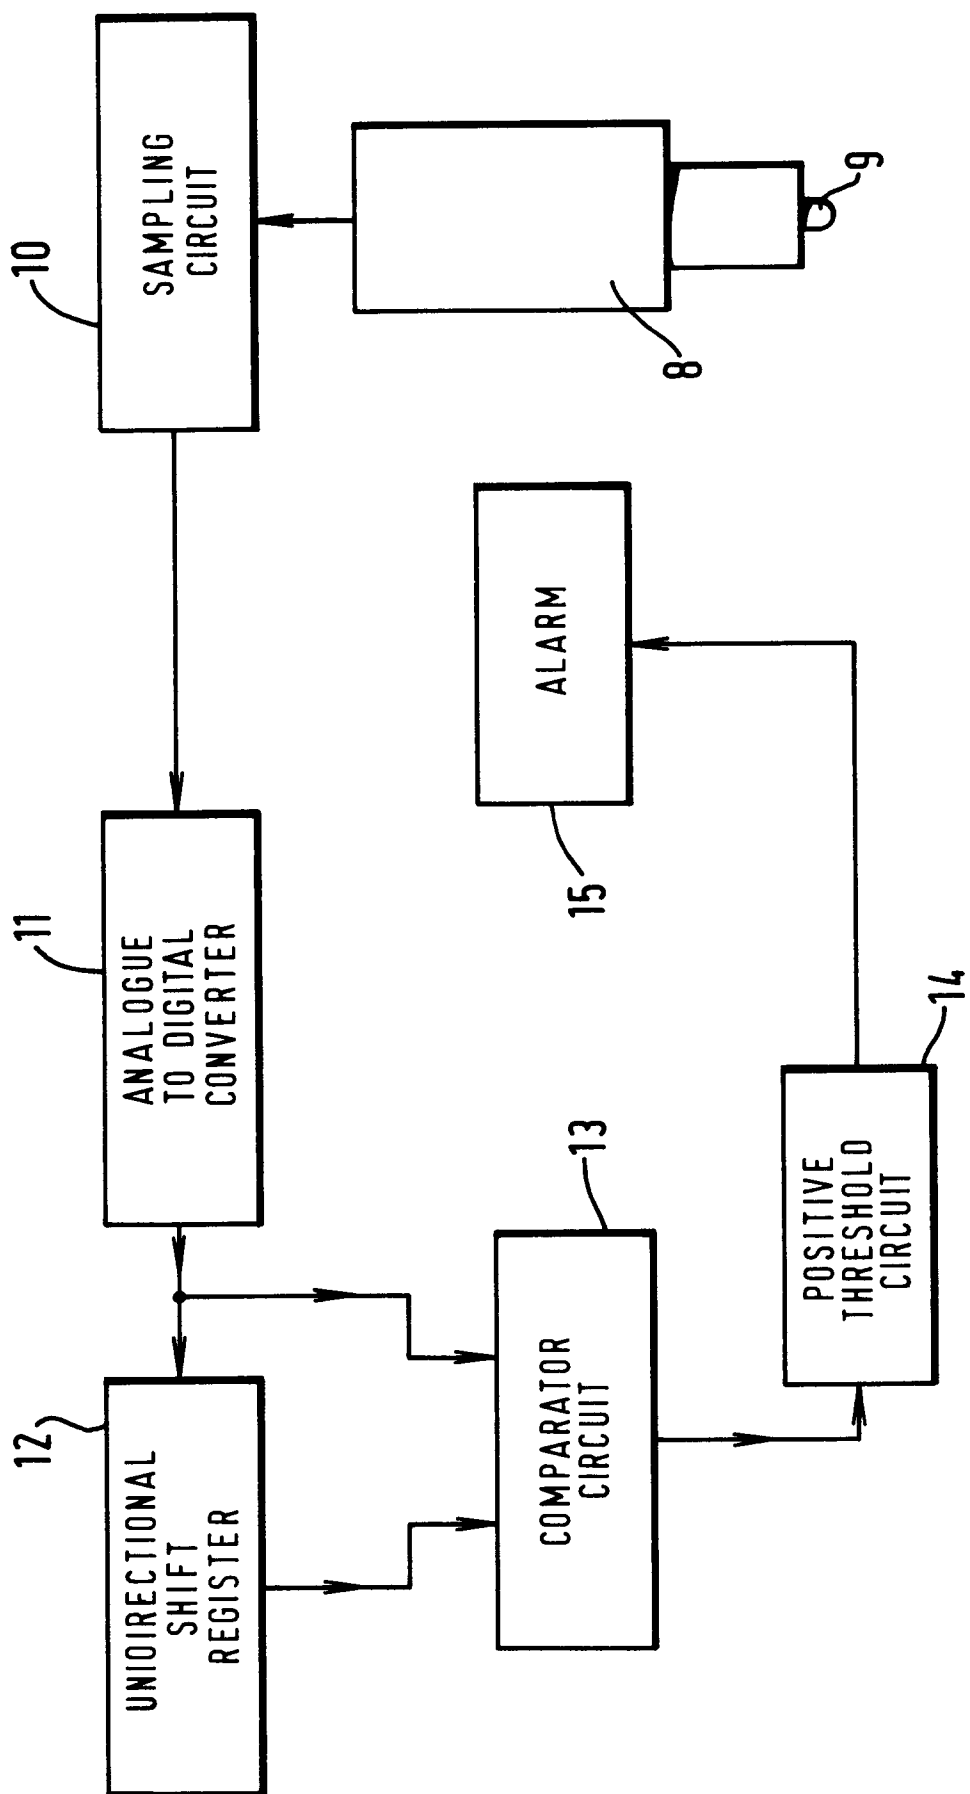 10
SAMPLING
CIRCUIT
8
9
11
ANALOGUE
TO DIGITAL
CONVERTER
15
ALARM
12
UNIDIRECTIONAL
SHIFT
REGISTER
13
COMPARATOR
CIRCUIT
14
POSITIVE
THRESHOLD
CIRCUIT